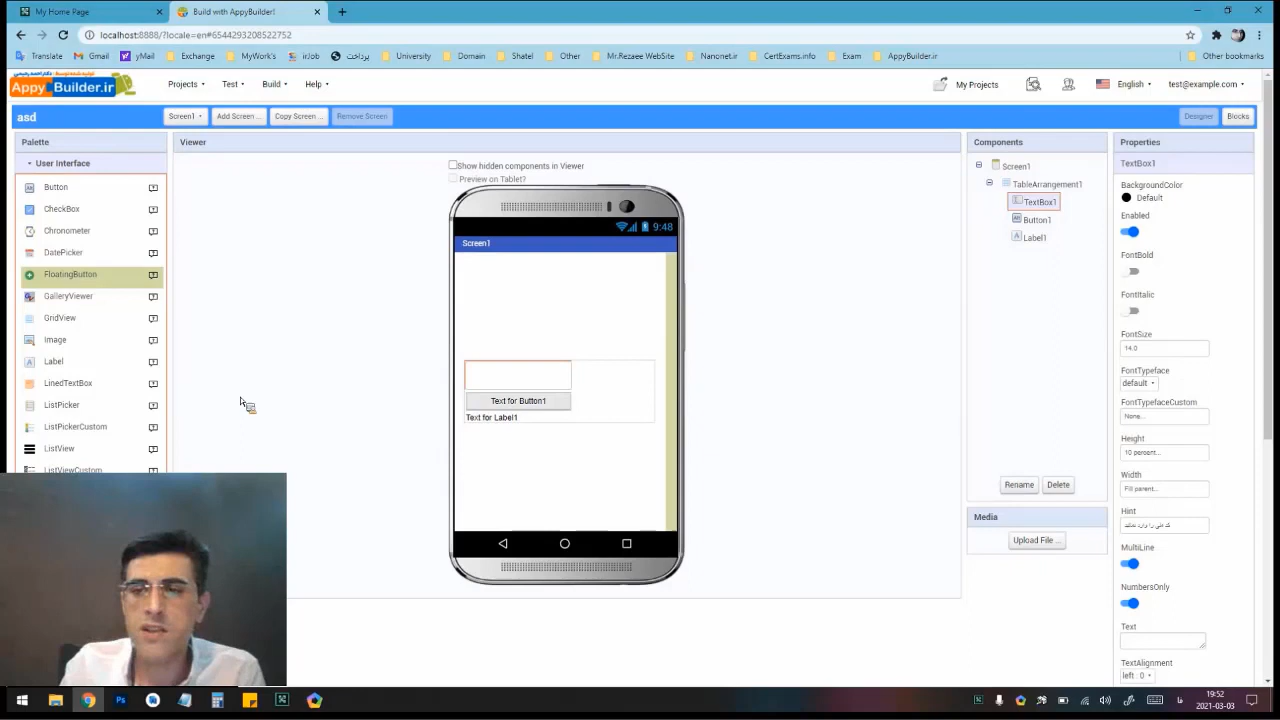 My Home Page
Build with AppyBuilder!
localhost:8888/?locale=en#6544293208522752
Translate
Gmail
yMail
Exchange
MyWork's
irJob
پرداخت
University
Domain
Shatel
Other
Mr.Rezaee WebSite
Nanonet.ir
CertExams.info
Exam
AppyBuilder.ir
Other bookmarks
AppyBuilder.ir
Projects
Test
Build
Help
My Projects
English
test@example.com
asd
Screen1
Add Screen ...
Copy Screen ...
Remove Screen
Designer
Blocks
Palette
User Interface
Button
CheckBox
Chronometer
DatePicker
FloatingButton
GalleryViewer
GridView
Image
Label
LinedTextBox
ListPicker
ListPickerCustom
ListView
ListViewCustom
Viewer
Show hidden components in Viewer
Preview on Tablet?
9:48
Screen1
Text for Button1
Text for Label1
Components
Screen1
TableArrangement1
TextBox1
Button1
Label1
Rename
Delete
Media
Upload File ...
Properties
TextBox1
BackgroundColor
Default
Enabled
FontBold
FontItalic
FontSize
14.0
FontTypeface
default
FontTypefaceCustom
None...
Height
10 percent...
Width
Fill parent...
Hint
MultiLine
NumbersOnly
Text
TextAlignment
left : 0
19:52
2021-03-03